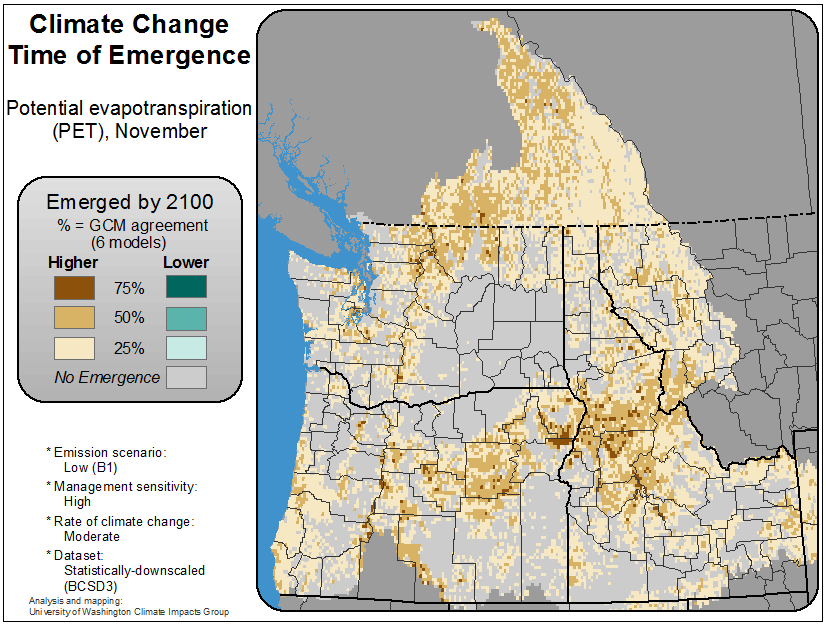 Climate Change
Time of Emergence
Potential evapotranspiration
(PET), November
Emerged by 2100
% = GCM agreement
(6 models)
Higher Lower
75%
50%
25%
No Emergence
* Emission scenario:
Low (B1)
* Management sensitivity:
High
* Rate of climate change:
Moderate
* Dataset:
Statistically-downscaled
(BCSD3)
Analysis and mapping:
University of Washington Climate Impacts Group